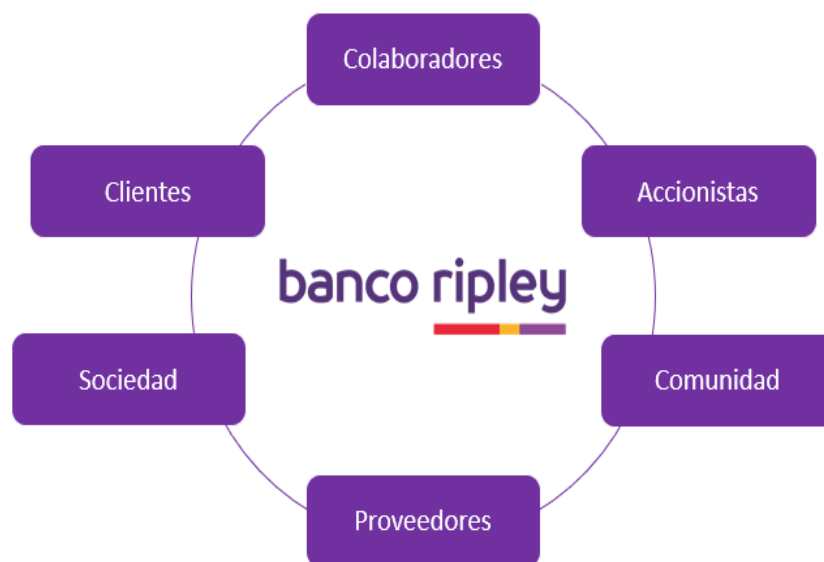 Colaboradores
Clientes
Accionistas
banco ripley
Sociedad
Comunidad
Proveedores